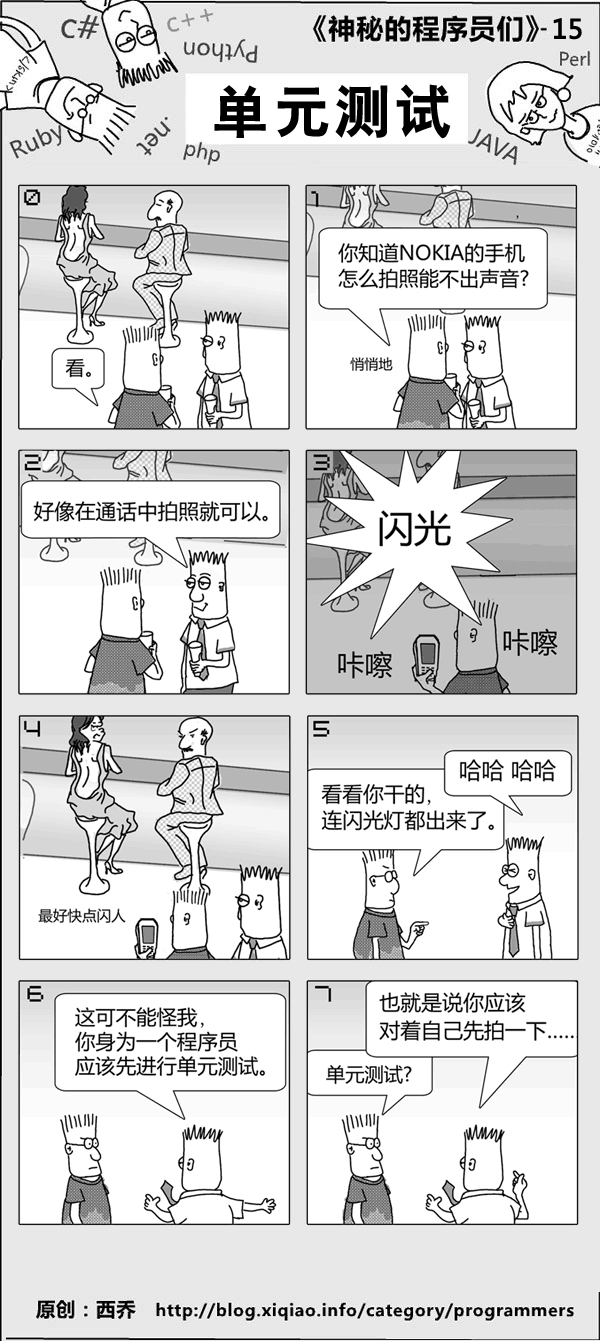 《神秘的程序员们》- 15
C#
C++
Python
Perl
Ruby
.net
php
JAVA
单元测试
0
看。
1
你知道NOKIA的手机
怎么拍照能不出声音?
悄悄地
2
好像在通话中拍照就可以。
3
闪光
咔嚓
咔嚓
4
最好快点闪人
5
哈哈 哈哈
看看你干的，
连闪光灯都出来了。
6
这可不能怪我，
你身为一个程序员
应该先进行单元测试。
7
也就是说你应该
对着自己先拍一下......
单元测试?
原创：西乔 http://blog.xiqiao.info/category/programmers